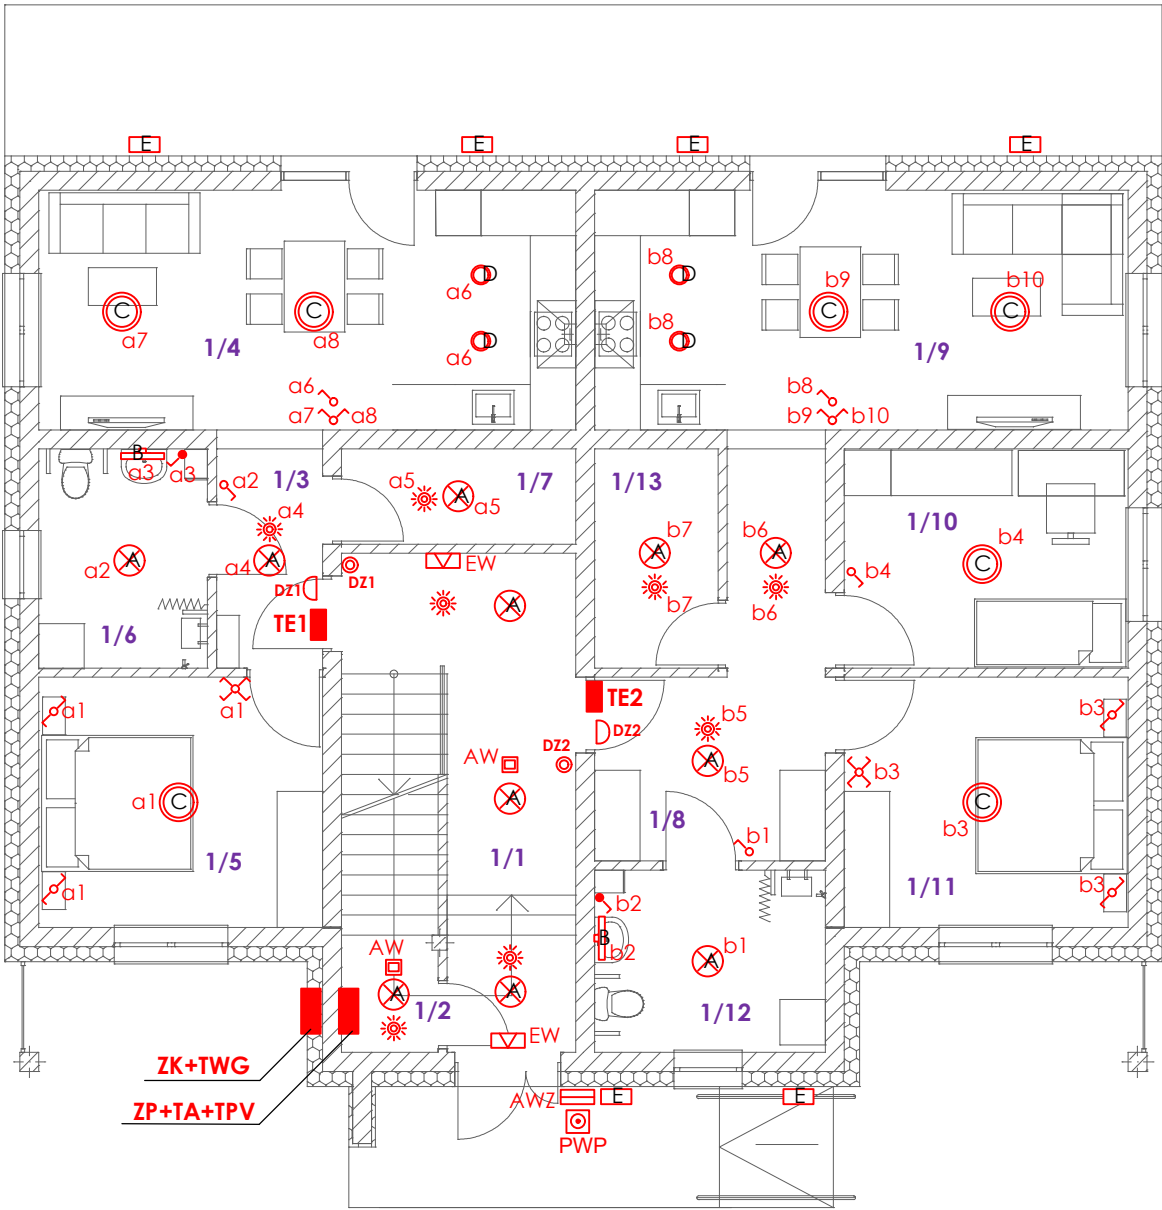 E E E E
b8
D D
a6
b9 b10
C C C C
a7 a8
b8
D D
a6
1/4 1/9
a6 b8
a7 a8 b9 b10
B
a3 a3
a2 1/3 a5 A 1/7 1/13
a5
a4
1/10
b7 b6
A A
b4
C
a2 A a4 A
EW
DZ1 DZ1
b4
b7 b6
TE1
A
1/6
a1
TE2
a1
b5
DZ2
DZ2
b3
AW
A
b5
b3
a1 C
A
C
b3
1/8
b1
1/5 1/1
1/11
a1
b3
b2
B b2
b1 A
AW
A A
1/2
1/12
EW
ZK+TWG
AWZ E E
ZP+TA+TPV
PWP